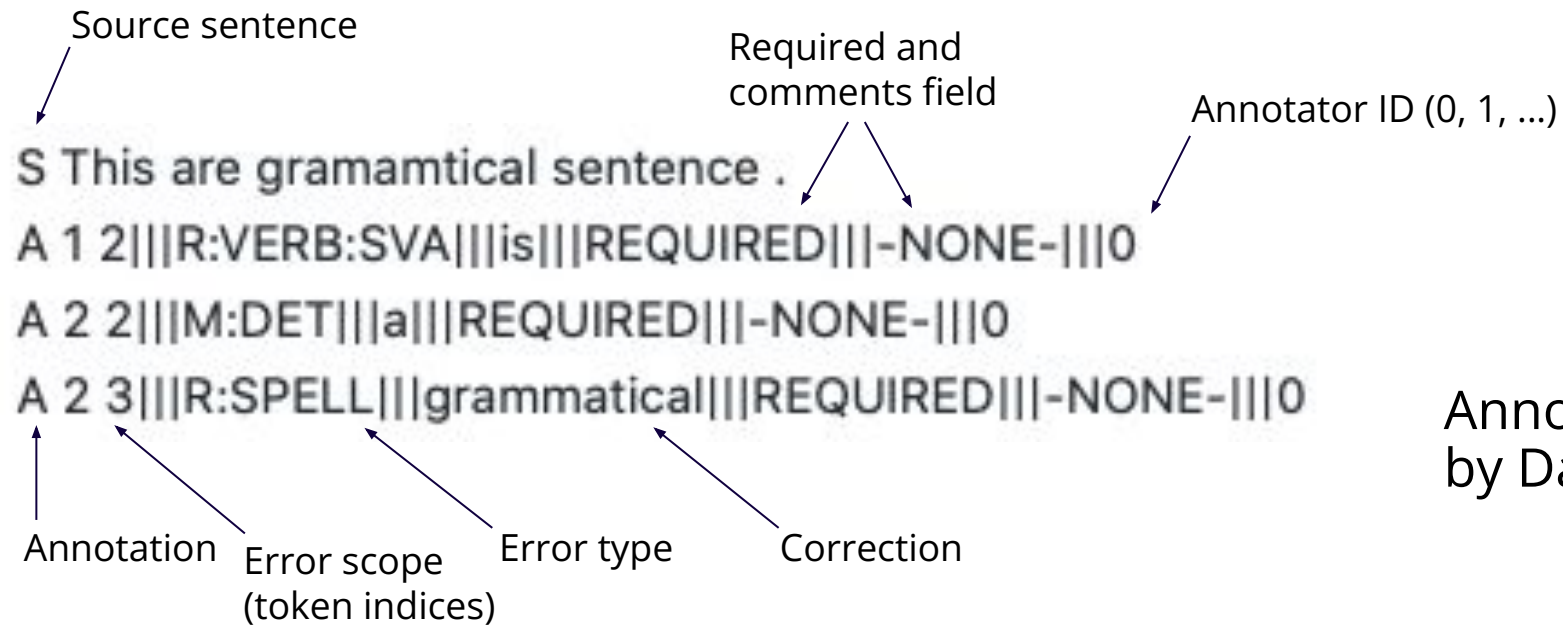 Source sentence
Required and
comments field
Annotator ID (0, 1, ...)
S This are gramamtical sentence .
A 1 2|||R:VERB:SVA|||is|||REQUIRED|||-NONE-|||0
A 2 2|||M:DET|||a|||REQUIRED|||-NONE-|||0
A 2 3|||R:SPELL|||grammatical||||REQUIRED|||-NONE-|||0
by
Annotation
Error scope
(token indices)
Error type
Correction